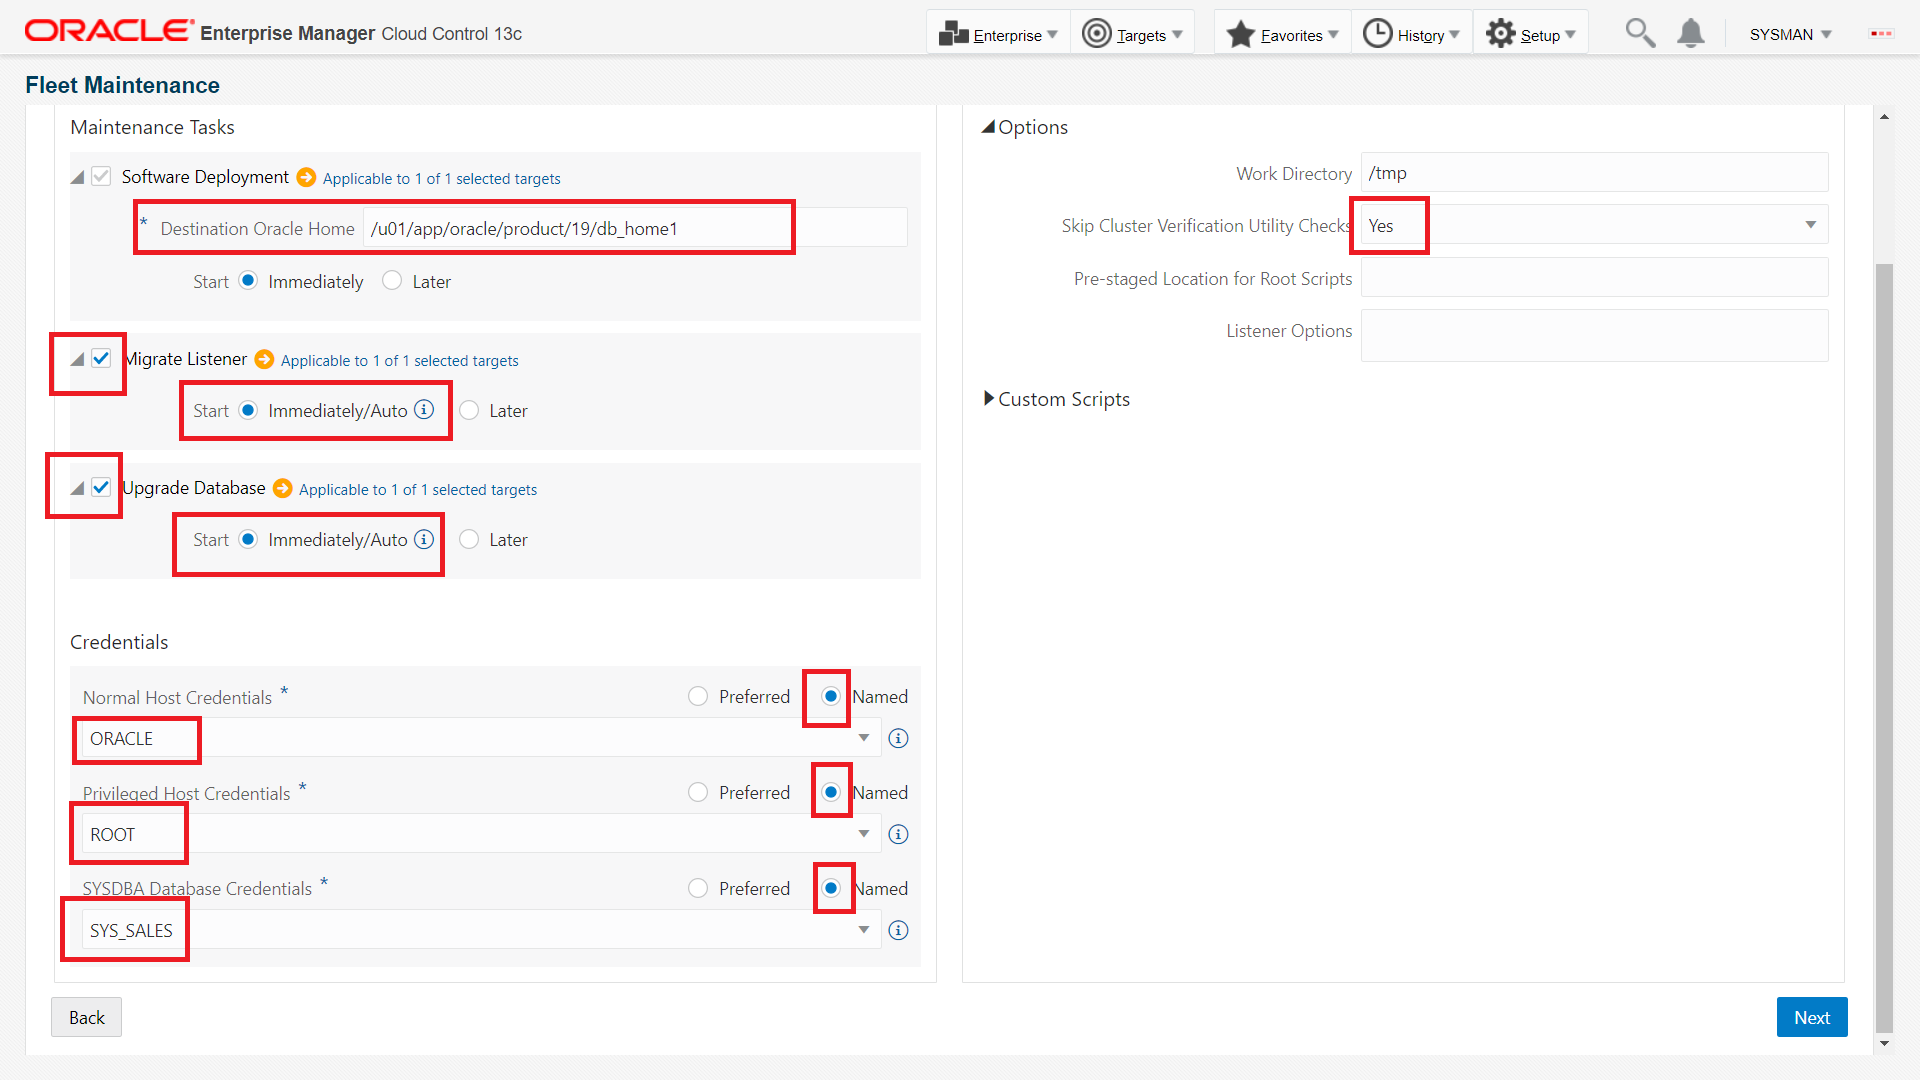 ORACLE Enterprise Manager Cloud Control 13c
Enterprise Targets Favorites History Setup SYSMAN
Fleet Maintenance
Maintenance Tasks
Software Deployment Applicable to 1 of 1 selected targets
* Destination Oracle Home /u01/app/oracle/product/19/db_home1
Start Immediately Later
Migrate Listener Applicable to 1 of 1 selected targets
Start Immediately/Auto Later
Upgrade Database Applicable to 1 of 1 selected targets
Start Immediately/Auto Later
Credentials
Normal Host Credentials * Preferred Named
ORACLE
Privileged Host Credentials * Preferred Named
ROOT
SYSDBA Database Credentials * Preferred Named
SYS_SALES
Options
Work Directory /tmp
Skip Cluster Verification Utility Checks Yes
Pre-staged Location for Root Scripts
Listener Options
Custom Scripts
Back
Next